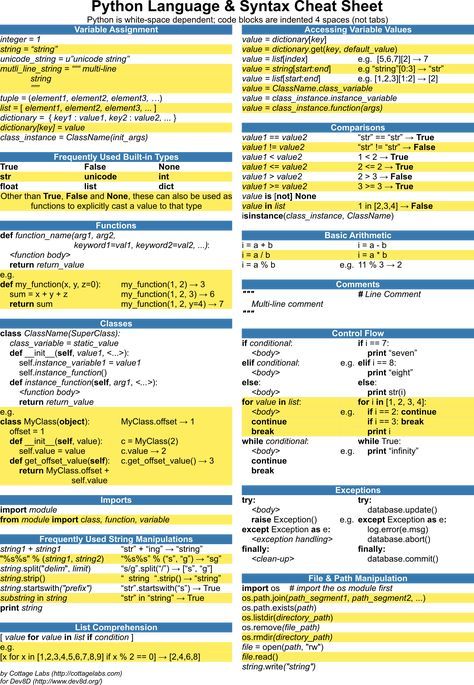 Python Language & Syntax Cheat Sheet
Python is white-space dependent; code blocks are indented 4 spaces (not tabs)
Variable Assignment
integer = 1
string = "string"
unicode_string = u"unicode string"
mutli_line_string = """ multi-line
string
"""
tuple = (element1, element2, element3, ...)
list = [ element1, element2, element3, ... ]
dictionary = { key1 : value1, key2 : value2, ... }
dictionary[key] = value
class_instance = ClassName(init_args)
Frequently Used Built-in Types
True False None
str unicode int
float list dict
Other than True, False and None, these can also be used as
functions to explicitly cast a value to that type
Functions
def function_name(arg1, arg2,
keyword1=val1, keyword2=val2, ...):
<function body>
return return_value
e.g.
def my_function(x, y, z=0): my_function(1, 2) → 3
sum = x + y + z my_function(1, 2, 3) → 6
return sum my_function(1, 2, y=4) → 7
Classes
class ClassName(SuperClass):
class_variable = static_value
def __init__(self, value1, <...>):
self.instance_variable1 = value1
self.instance_function()
def instance_function(self, arg1, <...>):
<function body>
return return_value
e.g.
class MyClass(object): MyClass.offset → 1
offset = 1
def __init__(self, value): c = MyClass(2)
self.value = value c.value → 2
def get_offset_value(self): c.get_offset_value() → 3
return MyClass.offset +
self.value
Imports
import module
from module import class, function, variable
Frequently Used String Manipulations
string1 + string1 "str" + "ing" → "string"
"%s%s" % (string1, string2) "%s%s" % ("s", "g") → "sg"
string.split("delim", limit) "s/g".split("/") → ["s", "g"]
string.strip() " string ".strip() → "string"
string.startswith("prefix") "str".startswith("s") → True
substring in string "str" in "string" → True
print string
List Comprehension
[ value for value in list if condition ]
e.g.
[x for x in [1,2,3,4,5,6,7,8,9] if x % 2 == 0] → [2,4,6,8]
by Cottage Labs (http://cottagelabs.com)
for Dev8D (http://www.dev8d.org/)
Accessing Variable Values
value = dictionary[key]
value = dictionary.get(key, default_value)
value = list[index] e.g. [5,6,7][2] → 7
value = string[start:end] e.g "string"[0:3] → "str"
value = list[start:end] e.g. [1,2,3][1:2] → [2]
value = ClassName.class_variable
value = class_instance.instance_variable
value = class_instance.function(args)
Comparisons
value1 == value2 "str" == "str" → True
value1 != value2 "str" != "str" → False
value1 < value2 1 < 2 → True
value1 <= value2 2 <= 2 → True
value1 > value2 2 > 3 → False
value1 >= value2 3 >= 3 → True
value is [not] None
value in list 1 in [2,3,4] → False
isinstance(class_instance, ClassName)
Basic Arithmetic
i = a + b i = a - b
i = a / b i = a * b
i = a % b e.g. 11 % 3 → 2
Comments
""" # Line Comment
Multi-line comment
"""
Control Flow
if conditional: if i == 7:
<body> print "seven"
elif conditional: e.g. elif i == 8:
<body> print "eight"
else: else:
<body> print str(i)
for value in list: for i in [1, 2, 3, 4]:
<body> e.g. if i == 2: continue
continue if i == 3: break
break print i
while conditional: while True:
<body> e.g. print "infinity"
continue
break
Exceptions
try: try:
<body> database.update()
raise Exception() e.g. except Exception as e:
except Exception as e: log.error(e.msg)
<exception handling> database.abort()
finally: finally:
<clean-up> database.commit()
File & Path Manipulation
import os # import the os module first
os.path.join(path_segment1, path_segment2, ...)
os.path.exists(path)
os.listdir(directory_path)
os.remove(file_path)
os.rmdir(directory_path)
file = open(path, "rw")
file.read()
string.write("string")